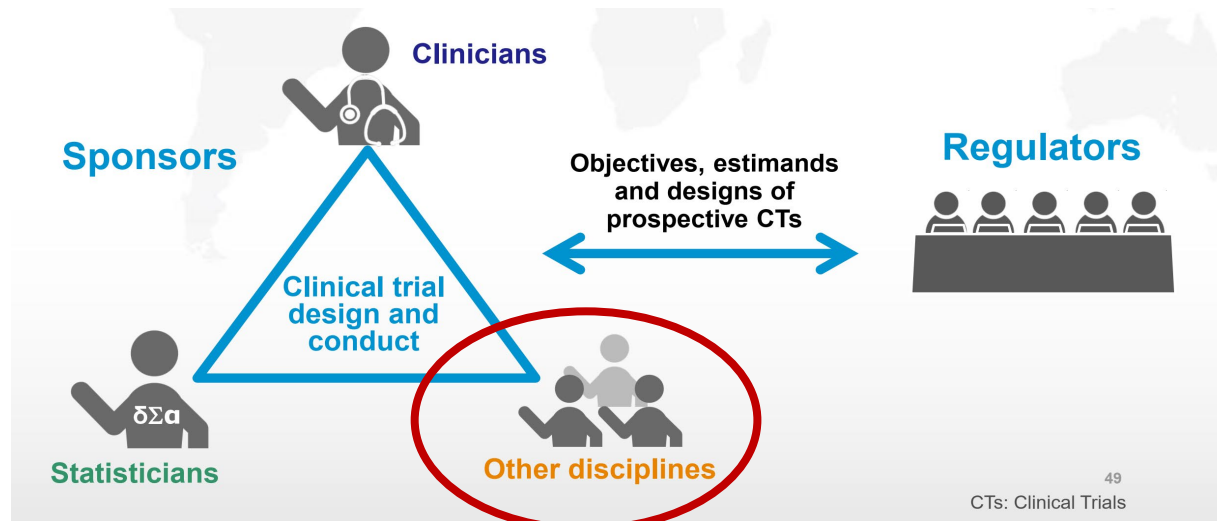 Clinicians
Sponsors
Regulators
Objectives, estimands
and designs of
prospective CTs
Clinical trial
design and
conduct
δΣα
Statisticians
Other disciplines
49
CTs: Clinical Trials